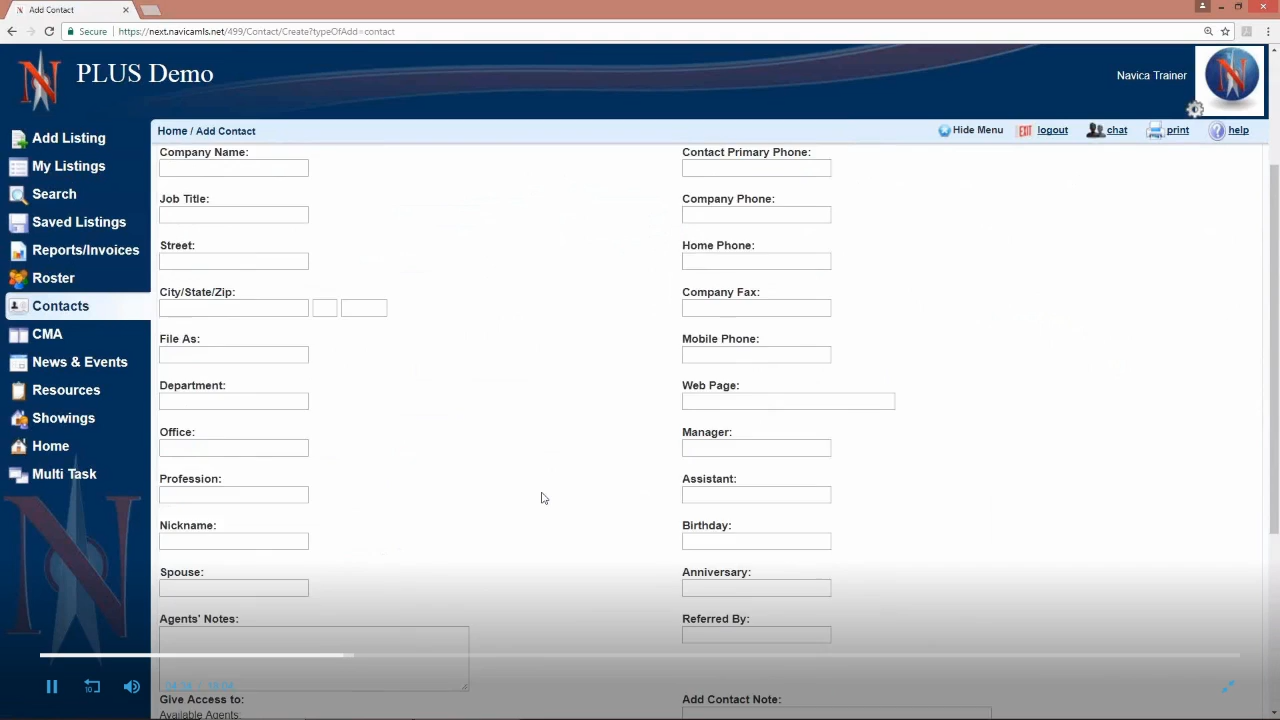 Add Contact
Secure
https://next.navicamls.net/499/Contact/Create?typeOfAdd=contact
PLUS Demo
Navica Trainer
Home / Add Contact
Hide Menu
EXIT logout
chat
print
help
Add Listing
My Listings
Search
Saved Listings
Reports/Invoices
Roster
Contacts
CMA
News & Events
Resources
Showings
Home
Multi Task
Company Name:
Job Title:
Street:
City/State/Zip:
File As:
Department:
Office:
Profession:
Nickname:
Spouse:
Agents' Notes:
Give Access to:
Available Agents:
Contact Primary Phone:
Company Phone:
Home Phone:
Company Fax:
Mobile Phone:
Web Page:
Manager:
Assistant:
Birthday:
Anniversary:
Referred By:
Add Contact Note:
10